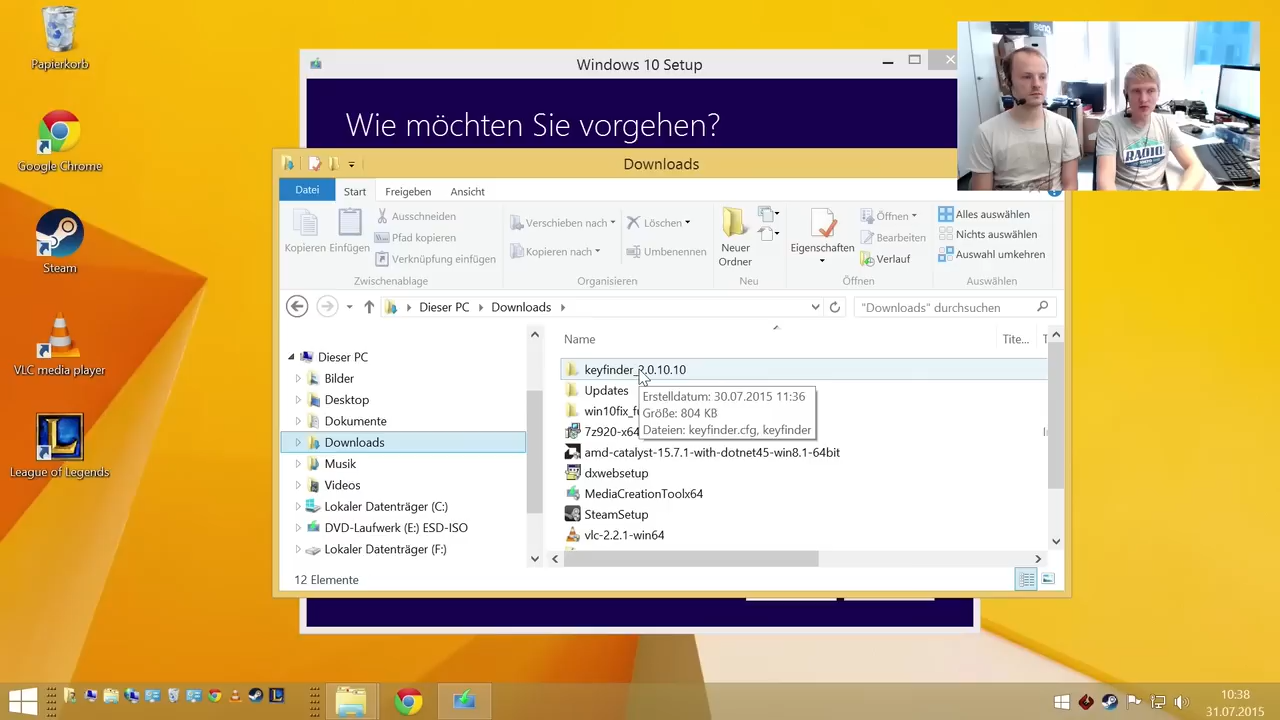 Papierkorb
Google Chrome
Steam
VLC media player
League of Legends
Windows 10 Setup
Wie möchten Sie vorgehen?
Downloads
Datei Start Freigeben Ansicht
Kopieren Einfügen
Ausschneiden
Pfad kopieren
Verknüpfung einfügen
Zwischenablage
Verschieben nach
Kopieren nach
Löschen
Umbenennen
Organisieren
Neuer
Ordner
Neu
Eigenschaften
Öffnen
Bearbeiten
Verlauf
Öffnen
Alles auswählen
Nichts auswählen
Auswahl umkehren
Auswählen
Dieser PC Downloads
"Downloads" durchsuchen
Dieser PC
Bilder
Desktop
Dokumente
Downloads
Musik
Videos
Lokaler Datenträger (C:)
DVD-Laufwerk (E:) ESD-ISO
Lokaler Datenträger (F:)
Name Tite...
keyfinder_2.0.10.10
Updates
7z920-x64
amd-catalyst-15.7.1-with-dotnet45-win8.1-64bit
dxwebsetup
MediaCreationToolx64
SteamSetup
vlc-2.2.1-win64
Erstelldatum: 30.07.2015 11:36
Größe: 804 KB
Dateien: keyfinder.cfg, keyfinder
12 Elemente
BenQ
RADIO
10:38
31.07.2015